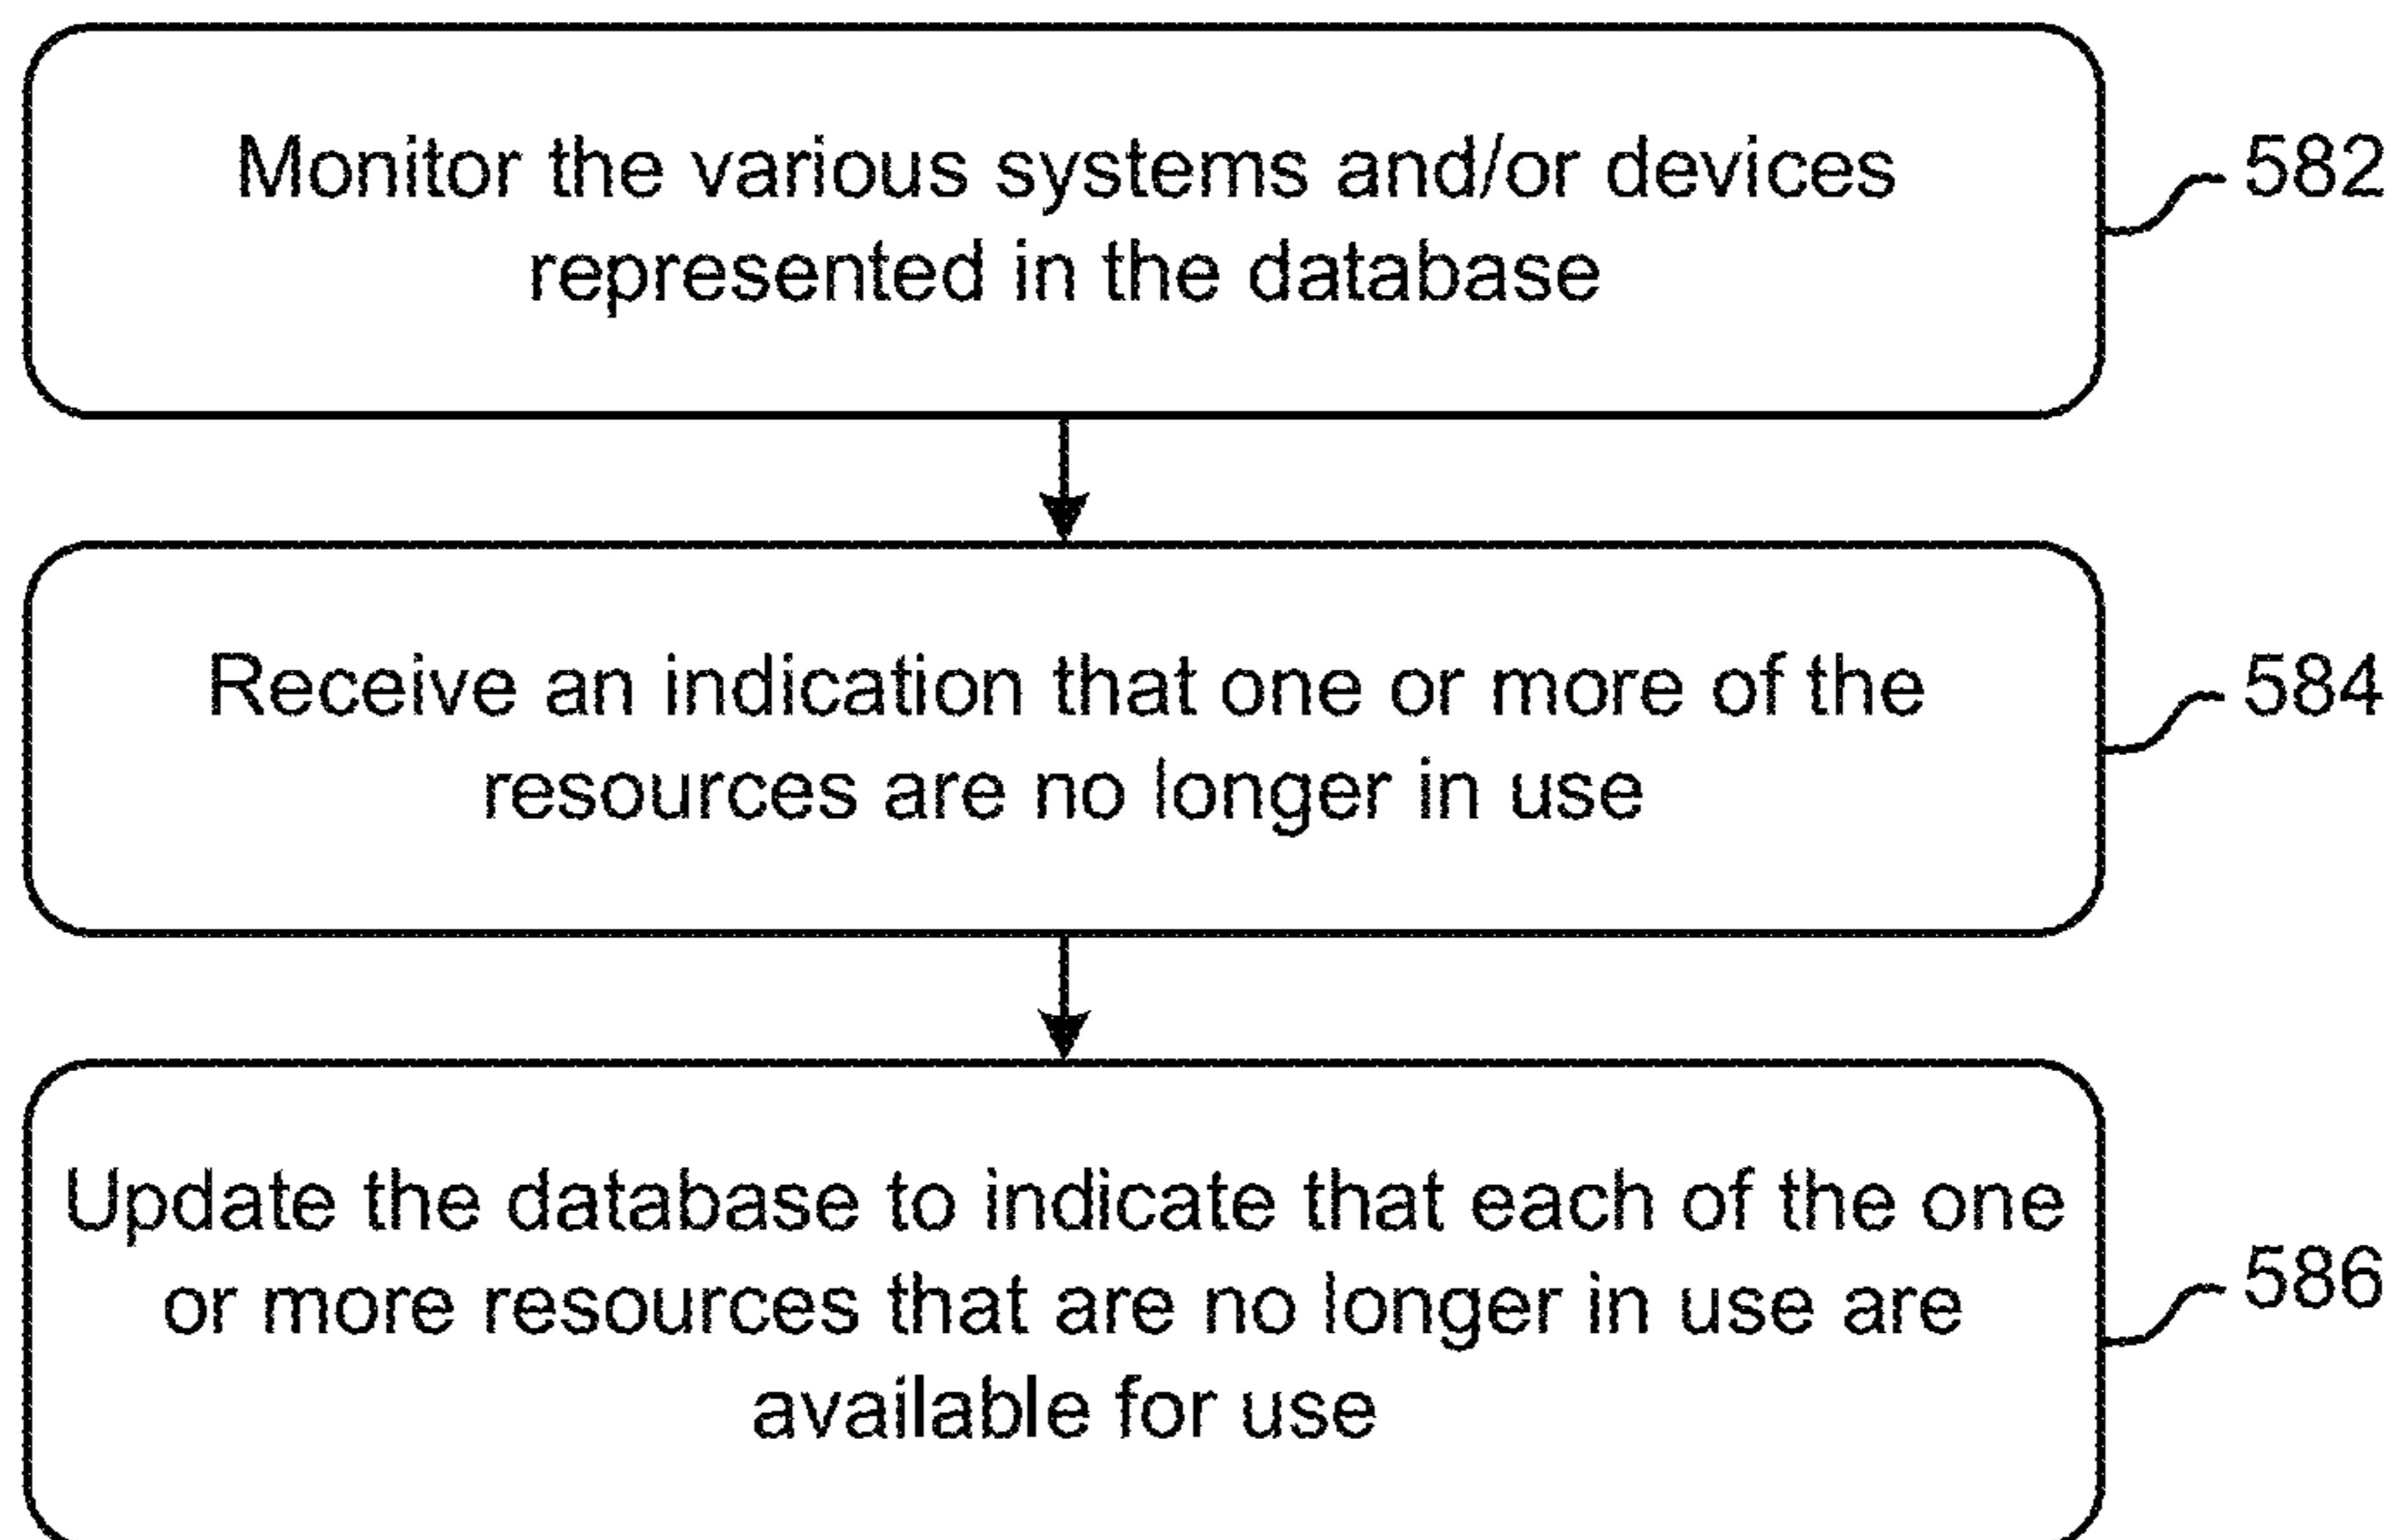 Monitor the various systems and/or devices
represented in the database
582
Receive an indication that one or more of the
resources are no longer in use
584
Update the database to indicate that each of the one
or more resources that are no longer in use are
available for use
586